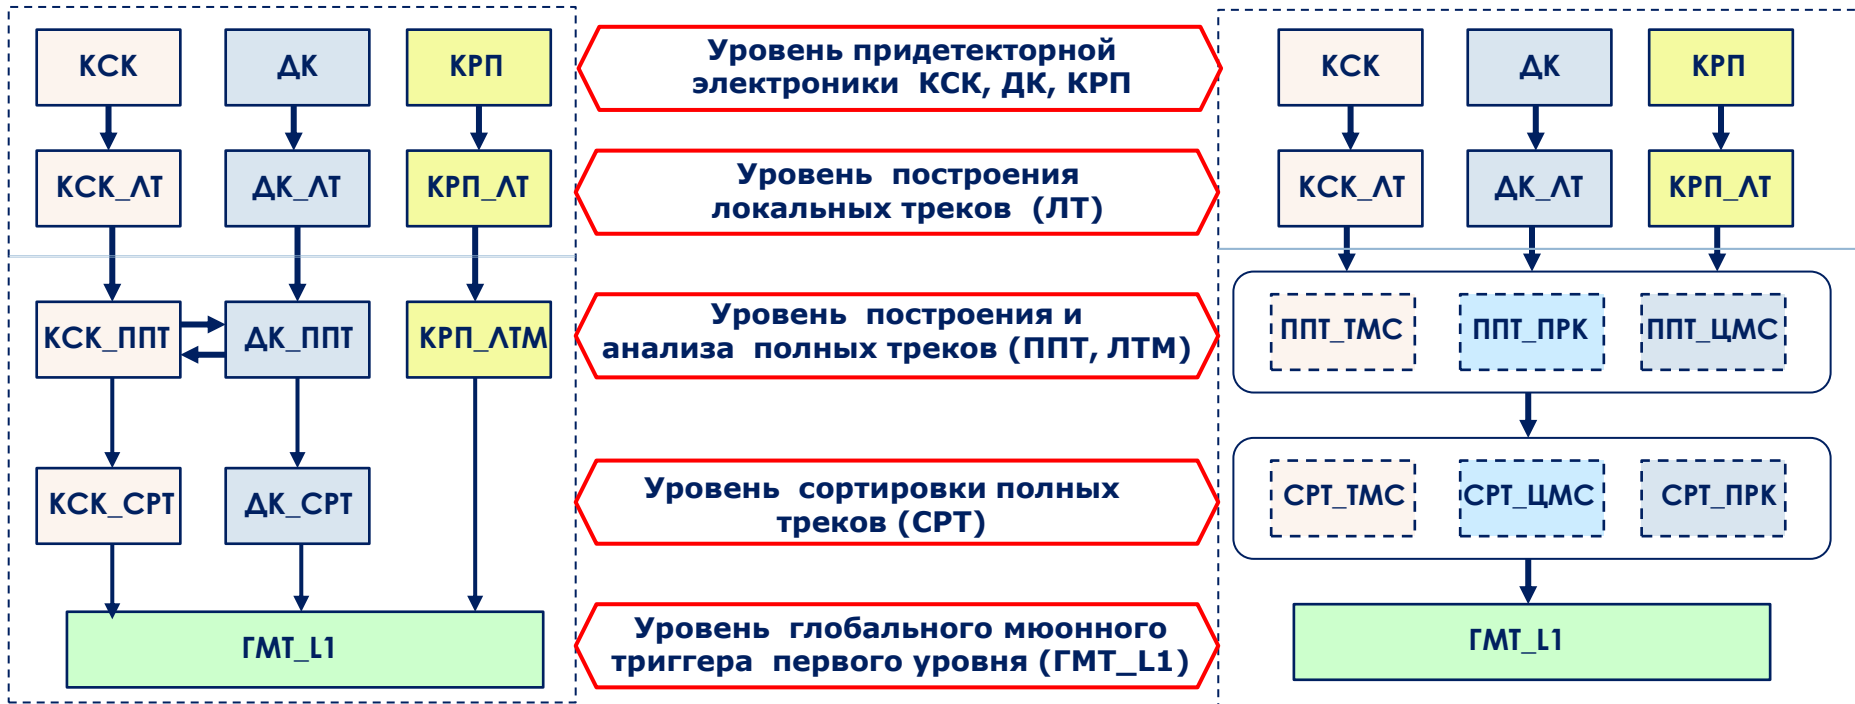 КСК
ДК
КРП
Уровень придетекторной
электроники КСК, ДК, КРП
КСК
ДК
КРП
КСК_ЛТ
ДК_ЛТ
КРП_ЛТ
Уровень построения
локальных треков (ЛТ)
КСК_ЛТ
ДК_ЛТ
КРП_ЛТ
КСК_ППТ
ДК_ППТ
КРП_ЛТМ
Уровень построения и
анализа полных треков (ППТ, ЛТМ)
ППТ_ТМС
ППТ_ПРК
ППТ_ЦМС
КСК_СРТ
ДК_СРТ
Уровень сортировки полных
треков (СРТ)
СРТ_ТМС
СРТ_ЦМС
СРТ_ПРК
ГМТ_L1
Уровень глобального мюонного
триггера первого уровня (ГМТ_L1)
ГМТ_L1